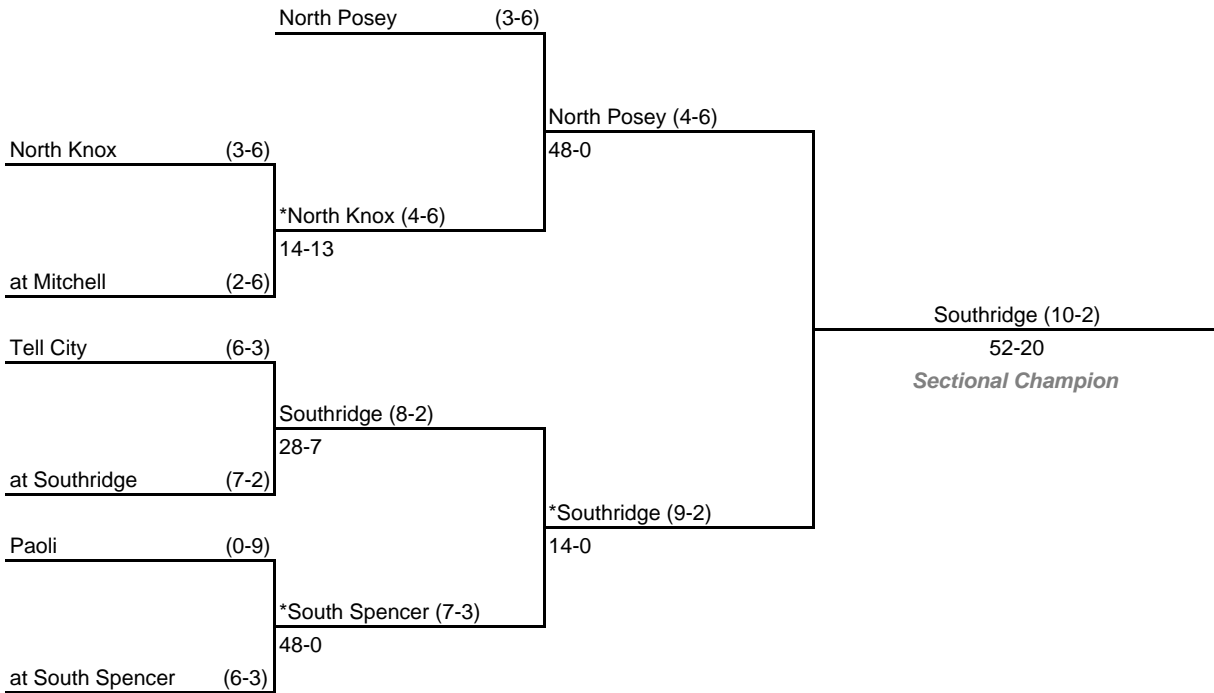 North Posey (3-6)
North Posey (4-6)
North Knox (3-6)
48-0
*North Knox (4-6)
14-13
at Mitchell (2-6)
Southridge (10-2)
Tell City (6-3)
52-20
Sectional Champion
Southridge (8-2)
28-7
at Southridge (7-2)
*Southridge (9-2)
Paoli (0-9)
14-0
*South Spencer (7-3)
48-0
at South Spencer (6-3)